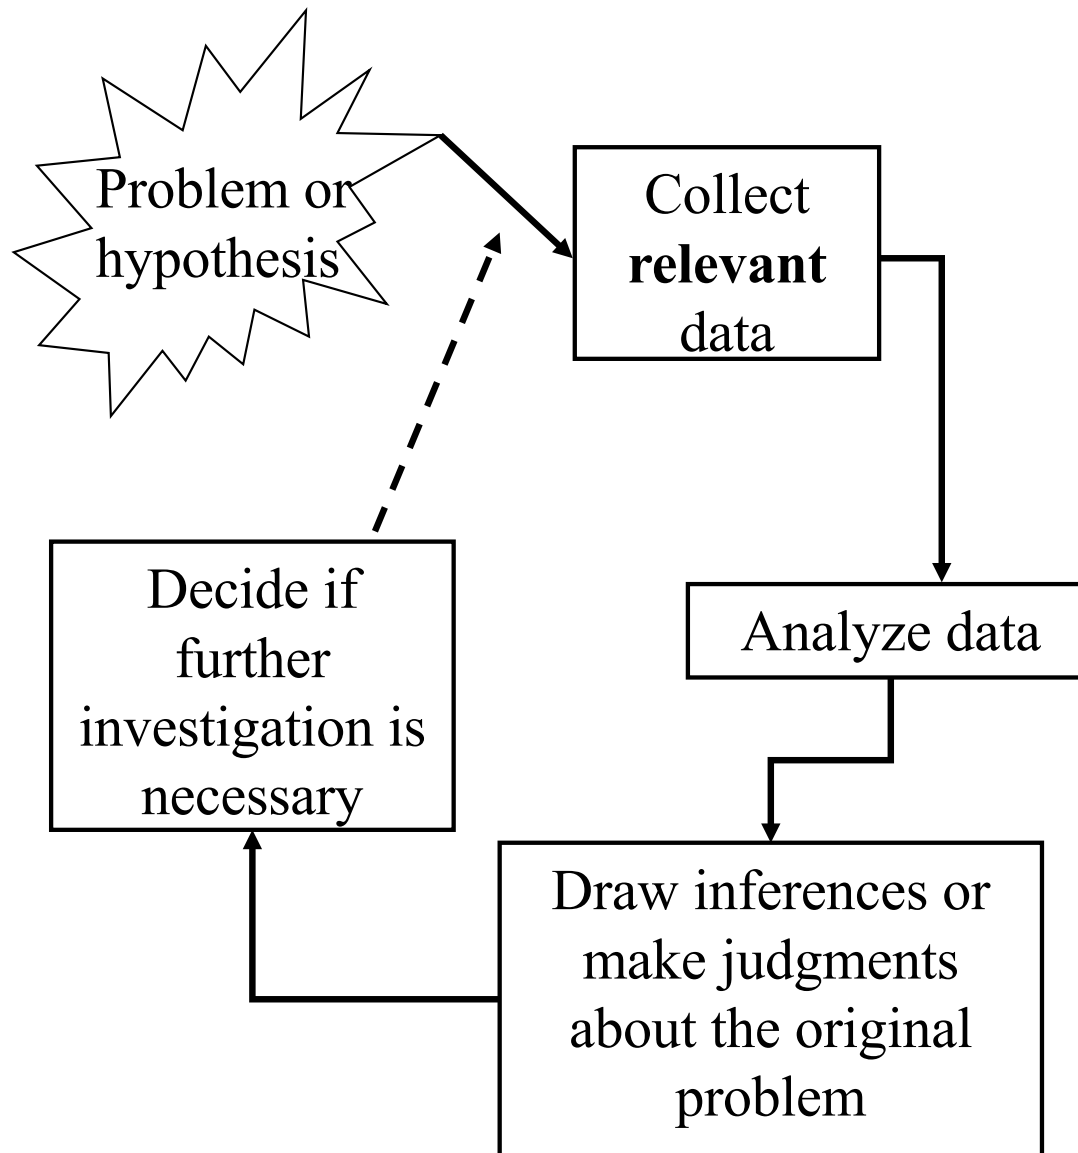 Problem or
hypothesis
Collect
relevant
data
Analyze data
Draw inferences or
make judgments
about the original
problem
Decide if
further
investigation is
necessary